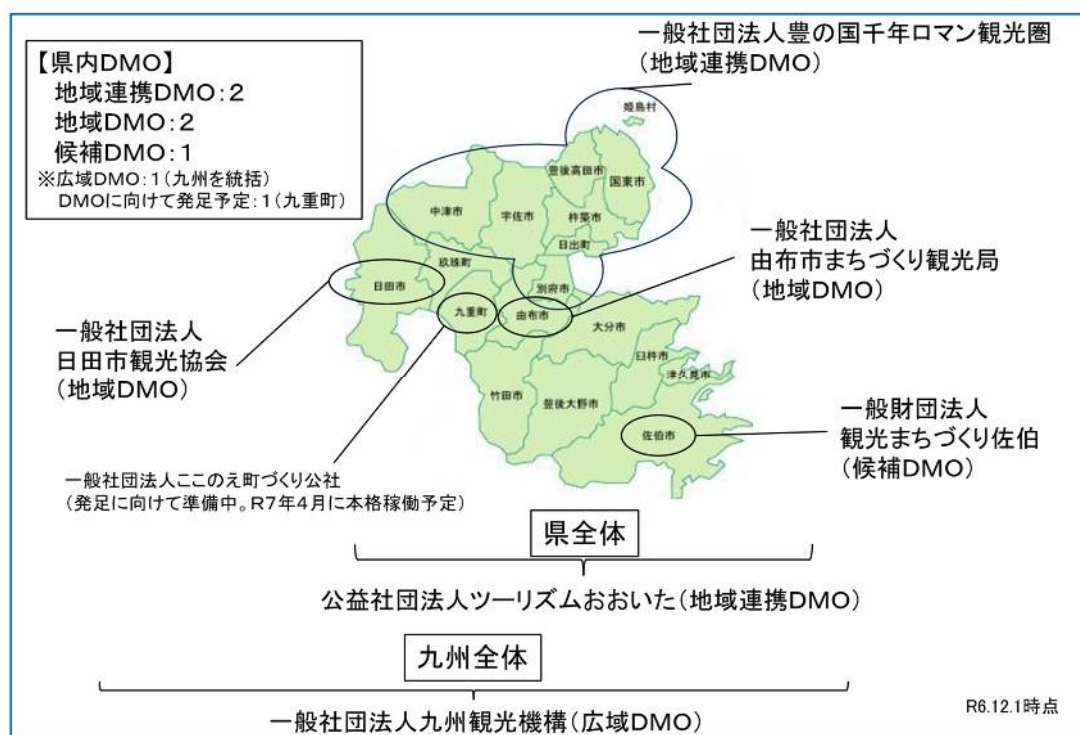 【県内DMO】
地域連携DMO：2
地域DMO：2
候補DMO：1
※広域DMO：1（九州を統括）
DMOに向けて発足予定：1（九重町）
一般社団法人豊の国千年ロマン観光圏
（地域連携DMO）
姫島村
豊後高田市
国東市
中津市
宇佐市
杵築市
日出町
玖珠町
日田市
別府市
九重町
由布市
大分市
臼杵市
津久見市
竹田市
豊後大野市
佐伯市
一般社団法人
由布市まちづくり観光局
（地域DMO）
一般社団法人
日田市観光協会
（地域DMO）
一般財団法人
観光まちづくり佐伯
（候補DMO）
一般社団法人ここのえ町づくり公社
（発足に向けて準備中。R7年4月に本格稼働予定）
県全体
公益社団法人ツーリズムおおいた（地域連携DMO）
九州全体
一般社団法人九州観光機構（広域DMO）
R6.12.1時点